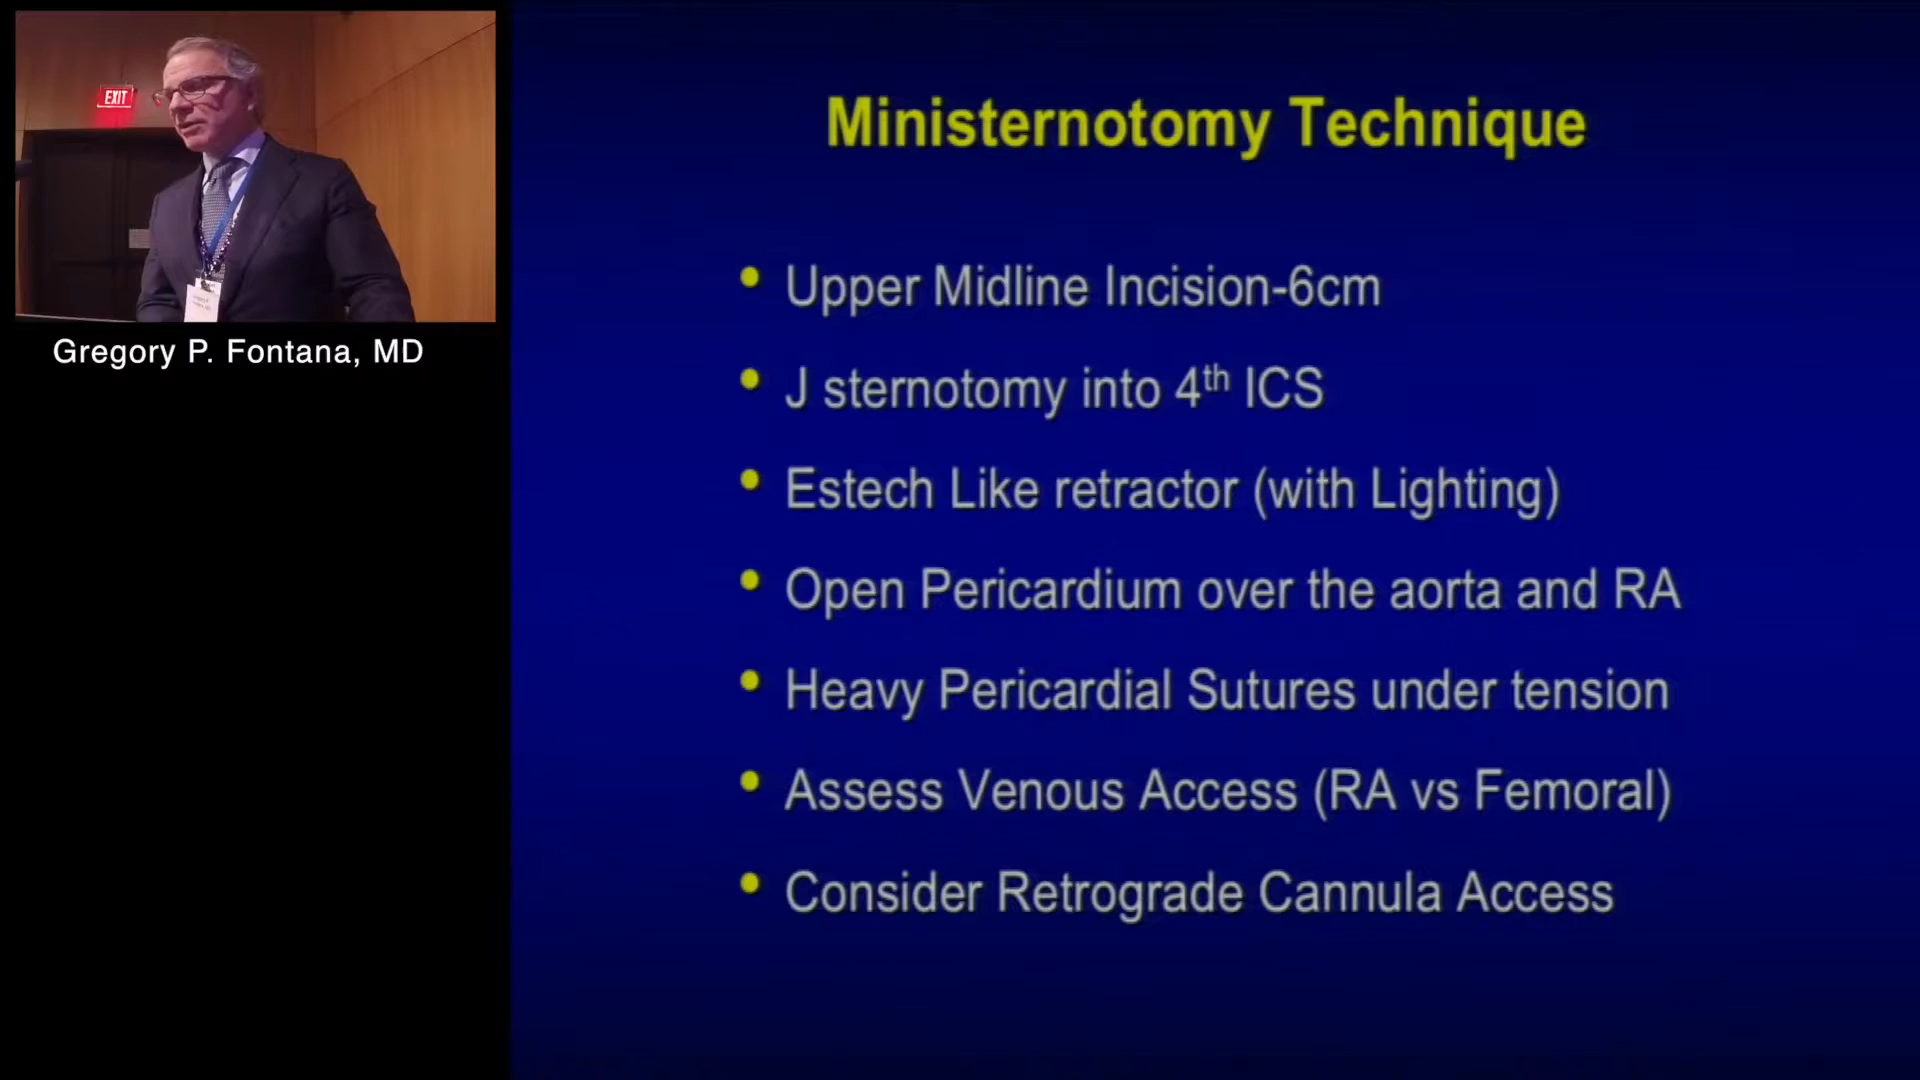 EXIT
Gregory P. Fontana, MD
Ministernotomy Technique
• Upper Midline Incision-6cm
• J sternotomy into 4th ICS
• Estech Like retractor (with Lighting)
• Open Pericardium over the aorta and RA
• Heavy Pericardial Sutures under tension
• Assess Venous Access (RA vs Femoral)
• Consider Retrograde Cannula Access